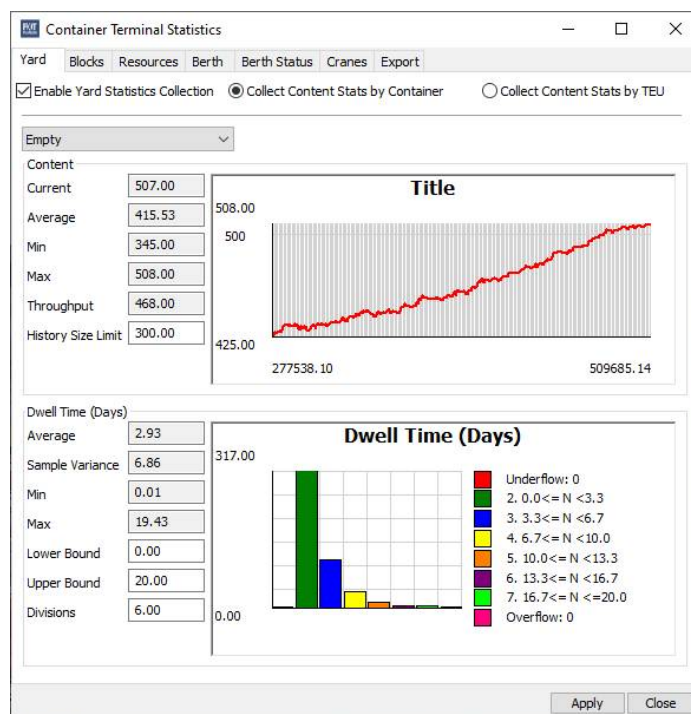 Container Terminal Statistics
Yard Blocks Resources Berth Berth Status Cranes Export
Enable Yard Statistics Collection Collect Content Stats by Container Collect Content Stats by TEU
Empty
Content
Current 507.00
Average 415.53
Min 345.00
Max 508.00
Throughput 468.00
History Size Limit 300.00
Title
508.00
500
425.00
277538.10 509685.14
Dwell Time (Days)
Average 2.93
Sample Variance 6.86
Min 0.01
Max 19.43
Lower Bound 0.00
Upper Bound 20.00
Divisions 6.00
Dwell Time (Days)
317.00
0.00
Underflow: 0
2. 0.0<= N <3.3
3. 3.3<= N <6.7
4. 6.7<= N <10.0
5. 10.0<= N <13.3
6. 13.3<= N <16.7
7. 16.7<= N <=20.0
Overflow: 0
Apply Close